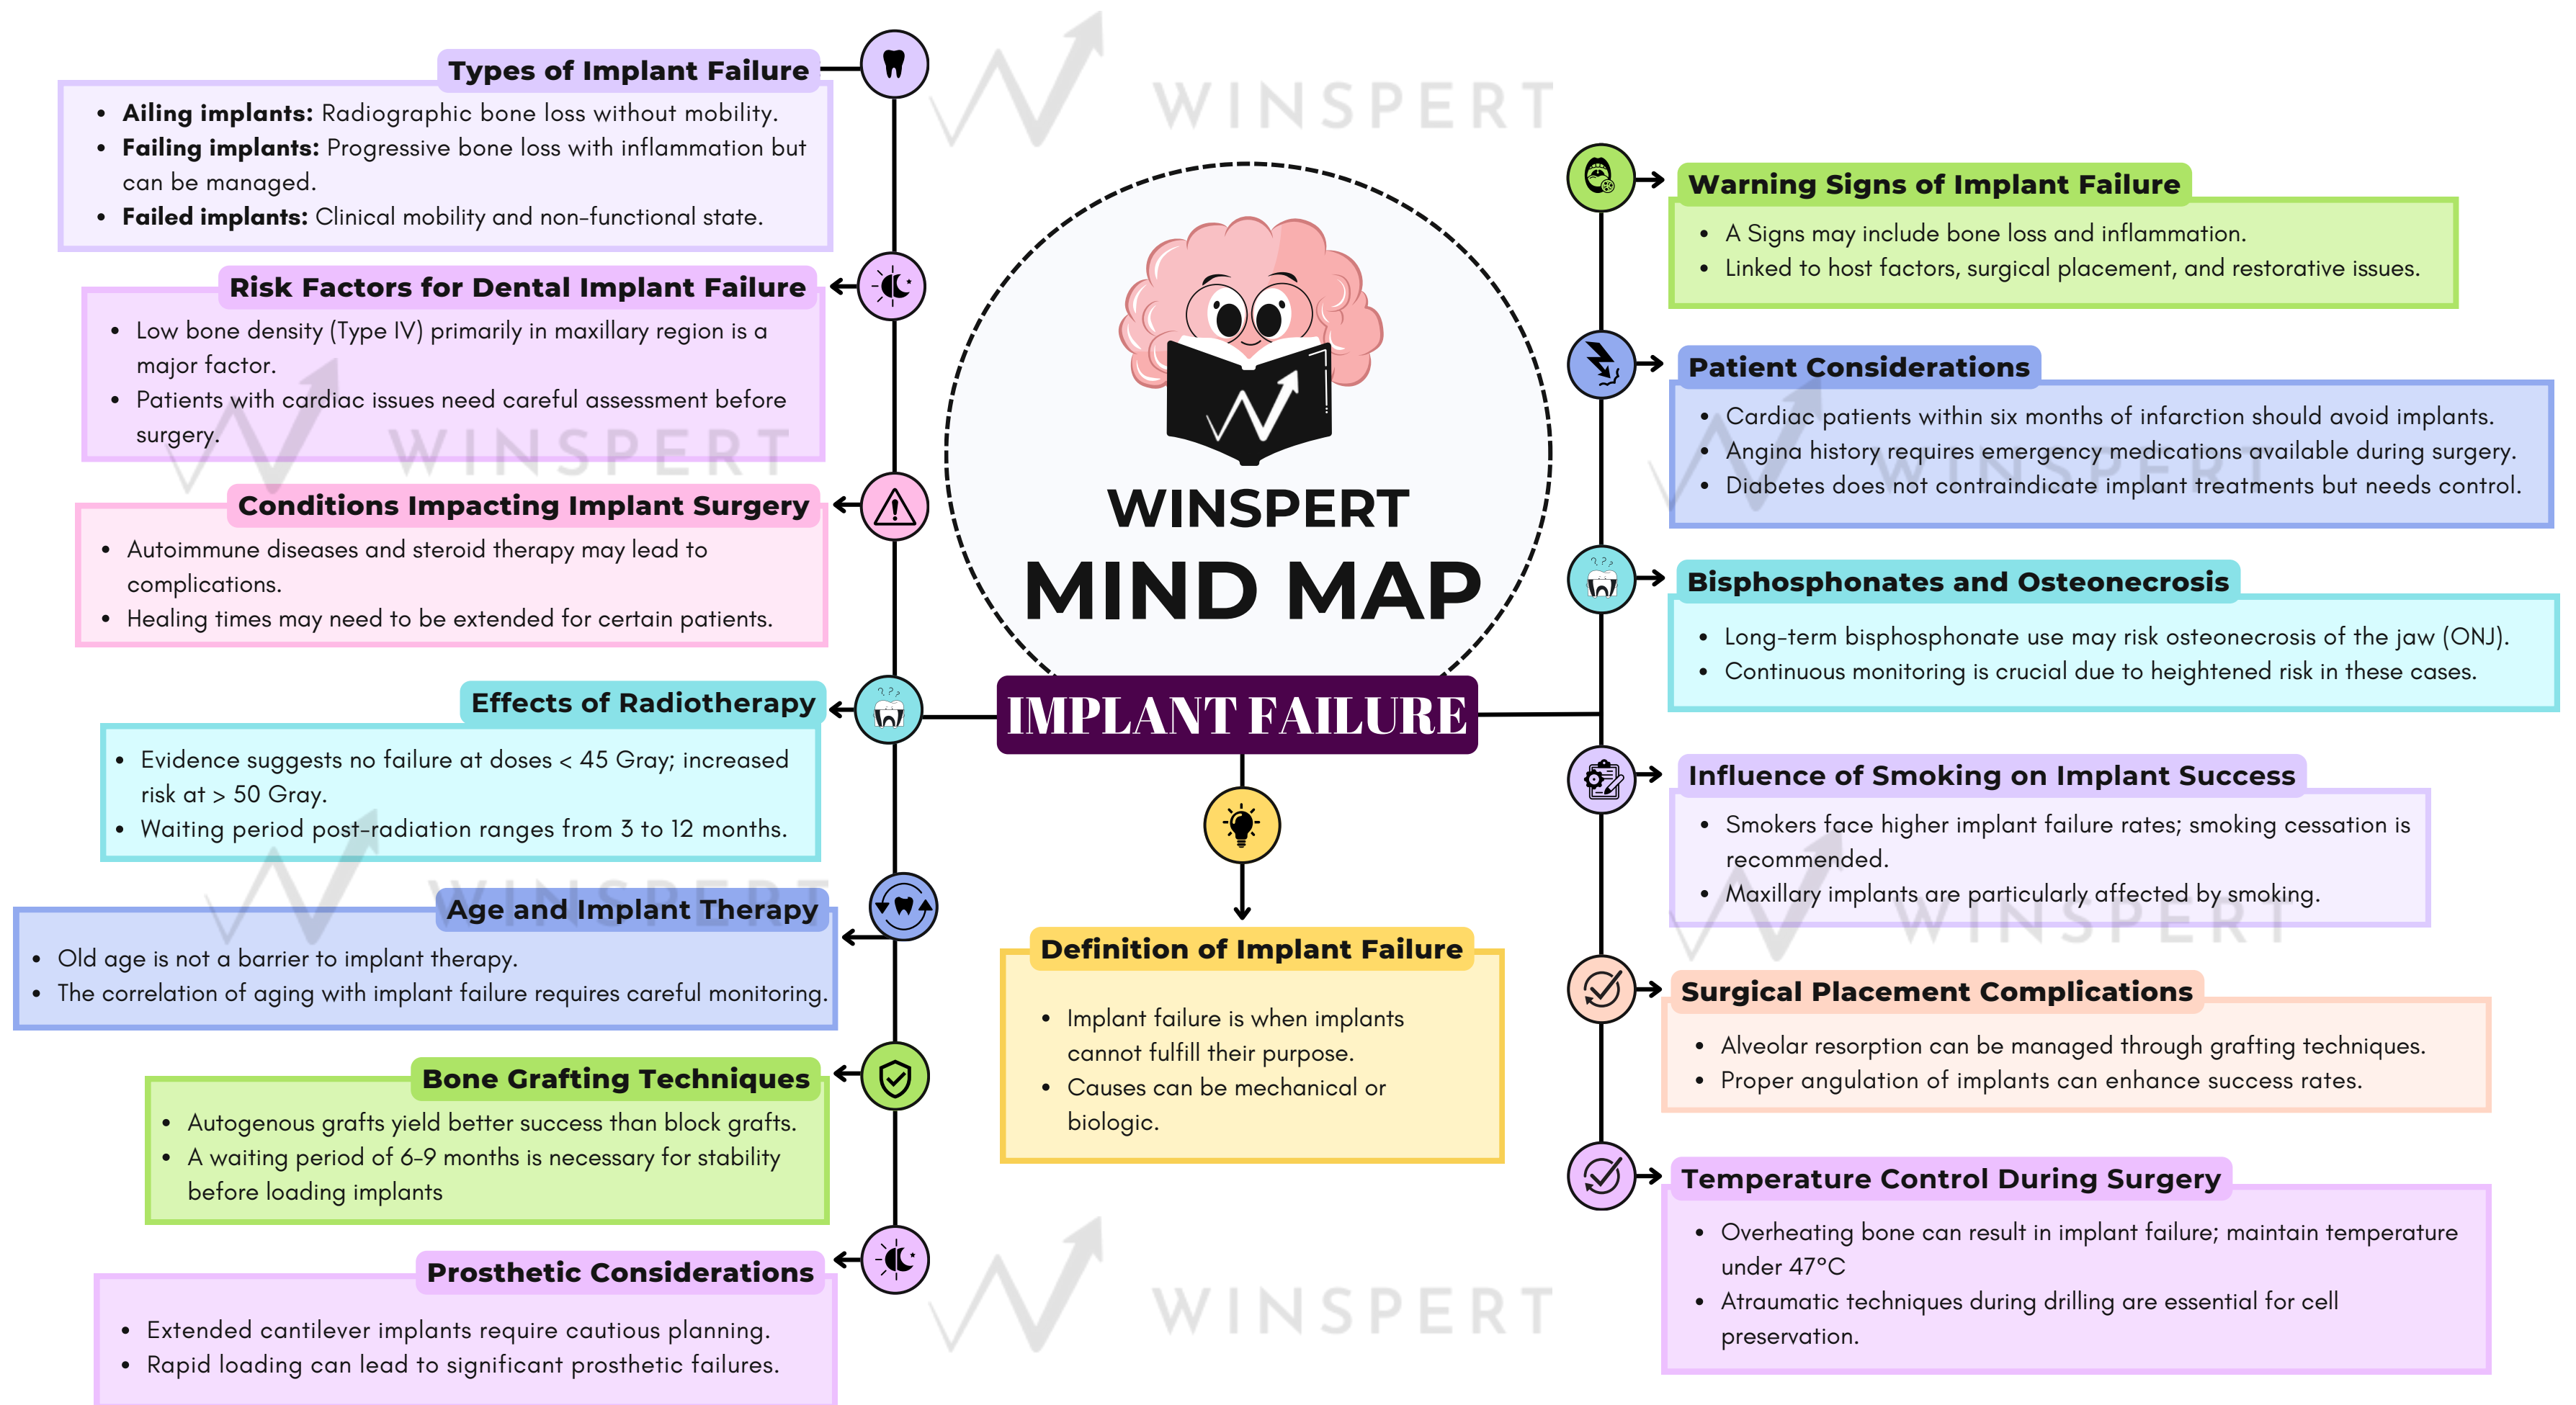 WINSPERT
Types of Implant Failure
• Ailing implants: Radiographic bone loss without mobility.
• Failing implants: Progressive bone loss with inflammation but
can be managed.
• Failed implants: Clinical mobility and non-functional state.
Risk Factors for Dental Implant Failure
• Low bone density (Type IV) primarily in maxillary region is a
major factor.
• Patients with cardiac issues need careful assessment before
surgery.
WINSPERT
Conditions Impacting Implant Surgery
• Autoimmune diseases and steroid therapy may lead to
complications.
• Healing times may need to be extended for certain patients.
Effects of Radiotherapy
• Evidence suggests no failure at doses < 45 Gray; increased
risk at > 50 Gray.
• Waiting period post-radiation ranges from 3 to 12 months.
WINSPERT
Age and Implant Therapy
• Old age is not a barrier to implant therapy.
• The correlation of aging with implant failure requires careful monitoring.
Bone Grafting Techniques
• Autogenous grafts yield better success than block grafts.
• A waiting period of 6-9 months is necessary for stability
before loading implants
Prosthetic Considerations
• Extended cantilever implants require cautious planning.
• Rapid loading can lead to significant prosthetic failures.
WINSPERT
MIND MAP
IMPLANT FAILURE
Definition of Implant Failure
• Implant failure is when implants
cannot fulfill their purpose.
• Causes can be mechanical or
biologic.
WINSPERT
Warning Signs of Implant Failure
• A Signs may include bone loss and inflammation.
• Linked to host factors, surgical placement, and restorative issues.
Patient Considerations
• Cardiac patients within six months of infarction should avoid implants.
• Angina history requires emergency medications available during surgery.
• Diabetes does not contraindicate implant treatments but needs control.
WINSPERT
Bisphosphonates and Osteonecrosis
• Long-term bisphosphonate use may risk osteonecrosis of the jaw (ONJ).
• Continuous monitoring is crucial due to heightened risk in these cases.
Influence of Smoking on Implant Success
• Smokers face higher implant failure rates; smoking cessation is
recommended.
• Maxillary implants are particularly affected by smoking.
WINSPERT
Surgical Placement Complications
• Alveolar resorption can be managed through grafting techniques.
• Proper angulation of implants can enhance success rates.
Temperature Control During Surgery
• Overheating bone can result in implant failure; maintain temperature
under 47°C
• Atraumatic techniques during drilling are essential for cell
preservation.